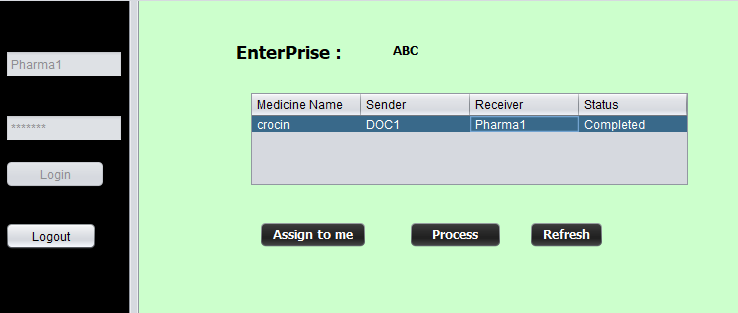 Pharma1
*******
Login
Logout
EnterPrise : ABC
Medicine Name Sender Receiver Status
crocin DOC1 Pharma1 Completed
Assign to me Process Refresh